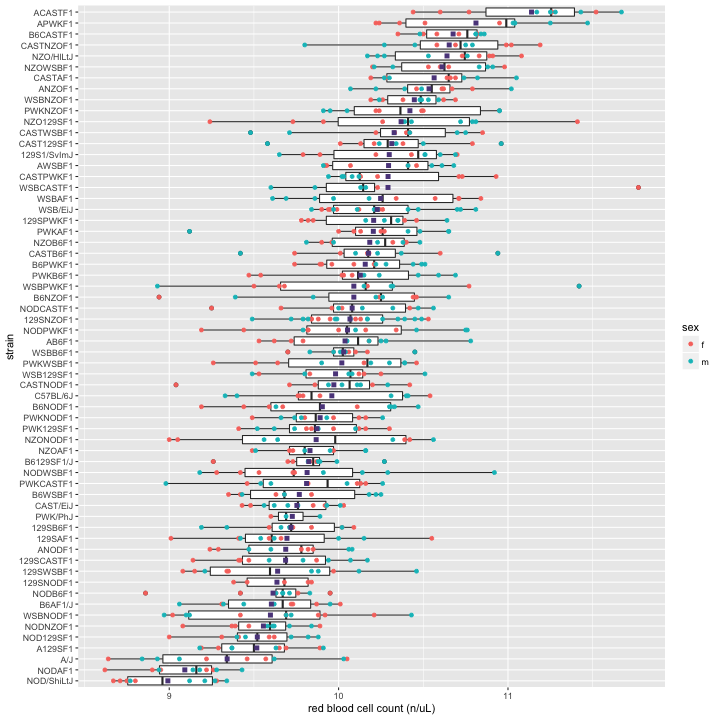 ACASTF1
APWKF1
B6CASTF1
CASTNZOF1
NZO/HlLtJ
NZOWSBF1
CASTAF1
ANZOF1
WSBNZOF1
PWKNZOF1
NZO129SF1
CASTWSBF1
CAST129SF1
129S1/SvImJ
AWSBF1
CASTPWKF1
WSBCASTF1
WSBAF1
WSB/EiJ
129SPWKF1
PWKAF1
NZOB6F1
CASTB6F1
B6PWKF1
PWKB6F1
WSBPWKF1
B6NZOF1
NODCASTF1
129SNZOF1
NODPWKF1
AB6F1
WSBB6F1
PWKWSBF1
WSB129SF1
CASTNODF1
C57BL/6J
B6NODF1
PWKNODF1
PWK129SF1
NZONODF1
NZOAF1
B6129SF1/J
NODWSBF1
PWKCASTF1
B6WSBF1
CAST/EiJ
PWK/PhJ
129SB6F1
129SAF1
ANODF1
129SCASTF1
129SWSBF1
129SNODF1
NODB6F1
B6AF1/J
WSBNODF1
NODNZOF1
NOD129SF1
A129SF1
A/J
NODAF1
NOD/ShiLtJ
strain
9 10 11
red blood cell count (n/uL)
sex
f
m